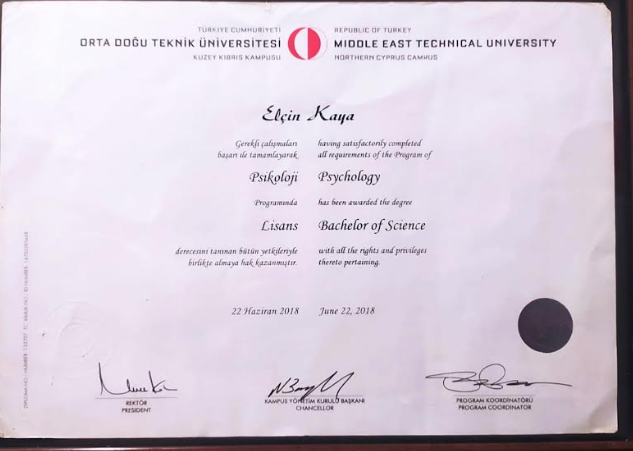 TÜRKİYE CUMHURİYETİ
ORTA DOĞU TEKNİK ÜNİVERSİTESİ
KUZEY KIBRIS KAMPUSU
REPUBLIC OF TURKEY
MIDDLE EAST TECHNICAL UNIVERSITY
NORTHERN CYPRUS CAMPUS
Elçin Kaya
Gerekli çalışmaları
başarı ile tamamlayarak
Psikoloji
Programında
Lisans
derecesini tanınan bütün yetkileriyle
birlikte almaya hak kazanmıştır.
22 Haziran 2018
having satisfactorily completed
all requirements of the Program of
Psychology
has been awarded the degree
Bachelor of Science
with all the rights and privileges
thereto pertaining.
June 22, 2018
REKTÖR
PRESIDENT
KAMPUS YÖNETİM KURULU BAŞKANI
CHANCELLOR
PROGRAM KOORDİNATÖRÜ
PROGRAM COORDINATOR